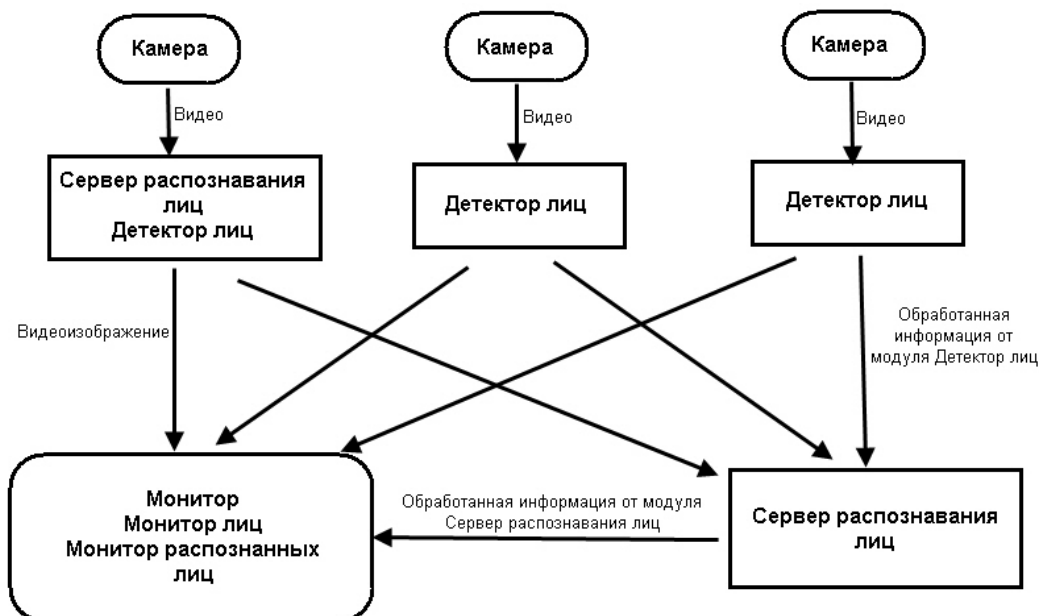 Камера
Камера
Камера
Видео
Видео
Видео
Сервер распознавания
лиц
Детектор лиц
Детектор лиц
Детектор лиц
Видеоизображение
Обработанная
информация от
модуля Детектор лиц
Монитор
Монитор лиц
Монитор распознанных
лиц
Обработанная информация от модуля
Сервер распознавания лиц
Сервер распознавания
лиц